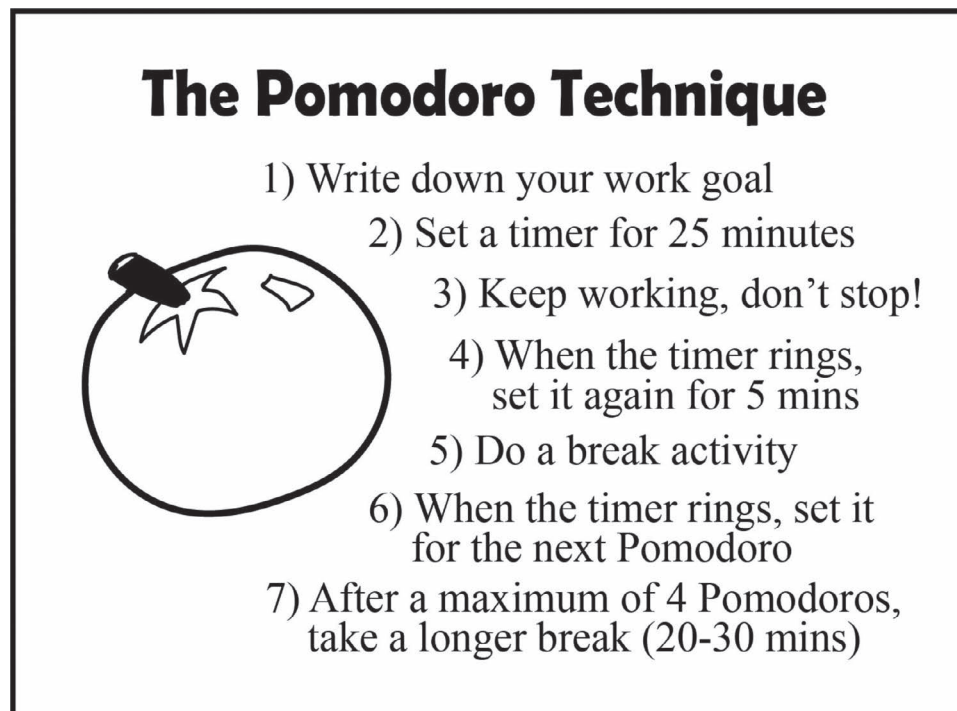 The Pomodoro Technique
1) Write down your work goal
2) Set a timer for 25 minutes
3) Keep working, don’t stop!
4) When the timer rings,
set it again for 5 mins
5) Do a break activity
6) When the timer rings, set it
for the next Pomodoro
7) After a maximum of 4 Pomodoros,
take a longer break (20-30 mins)